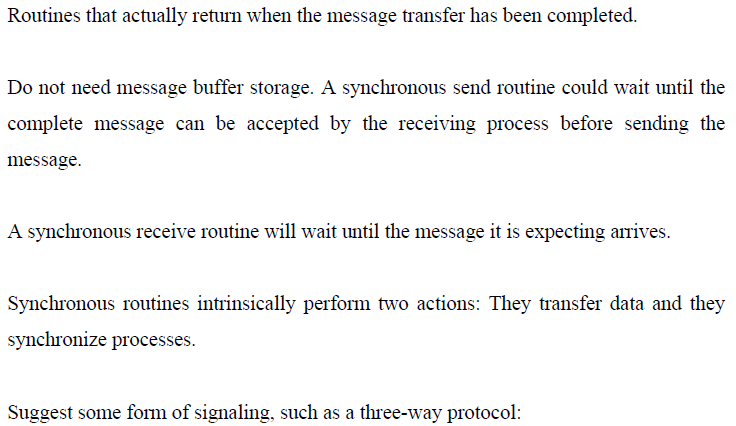 Routines that actually return when the message transfer has been completed.
Do not need message buffer storage. A synchronous send routine could wait until the
complete message can be accepted by the receiving process before sending the
message.
A synchronous receive routine will wait until the message it is expecting arrives.
Synchronous routines intrinsically perform two actions: They transfer data and they
synchronize processes.
Suggest some form of signaling, such as a three-way protocol: